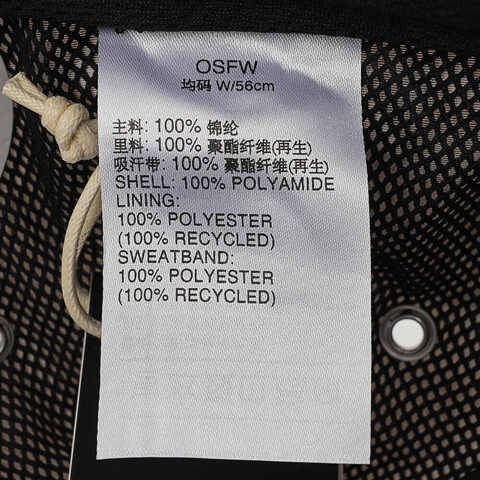 OSFW
均码 W/56cm
主料: 100% 锦纶
里料: 100% 聚酯纤维(再生)
吸汗带: 100% 聚酯纤维(再生)
SHELL: 100% POLYAMIDE
LINING:
100% POLYESTER
(100% RECYCLED)
SWEATBAND:
100% POLYESTER
(100% RECYCLED)